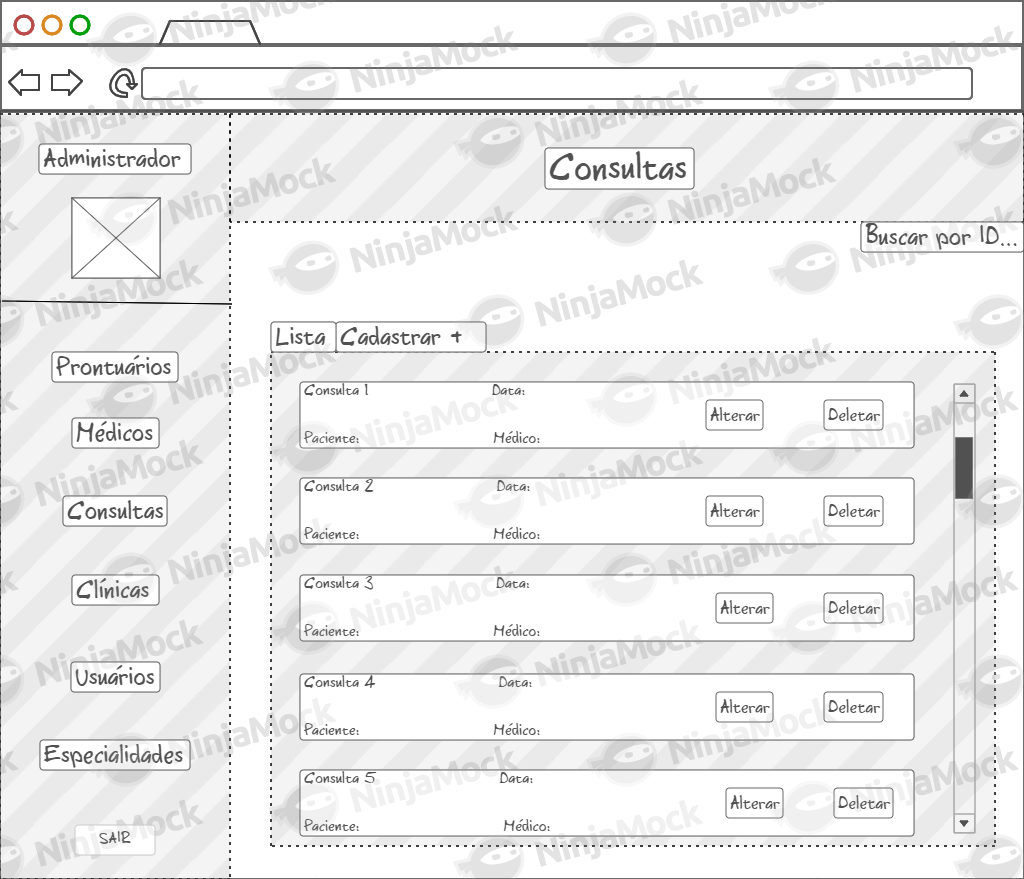 Administrador
Consultas
Buscar por ID...
Lista
Cadastrar +
Prontuários
Médicos
Consultas
Clínicas
Usuários
Especialidades
SAIR
Consulta 1
Data:
Alterar
Deletar
Paciente:
Médico:
Consulta 2
Data:
Alterar
Deletar
Paciente:
Médico:
Consulta 3
Data:
Alterar
Deletar
Paciente:
Médico:
Consulta 4
Data:
Alterar
Deletar
Paciente:
Médico:
Consulta 5
Data:
Alterar
Deletar
Paciente:
Médico:
NinjaMock